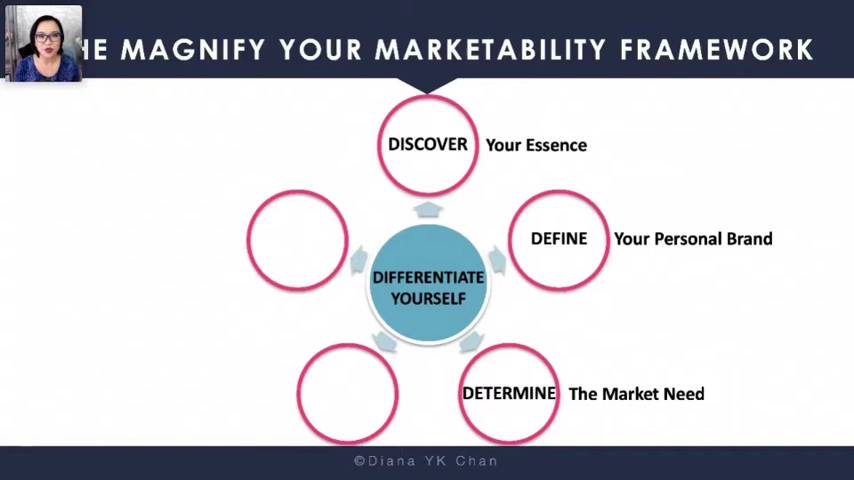 HE MAGNIFY YOUR MARKETABILITY FRAMEWORK
DISCOVER Your Essence
DEFINE Your Personal Brand
DIFFERENTIATE
YOURSELF
DETERMINE The Market Need
©Diana YK Chan